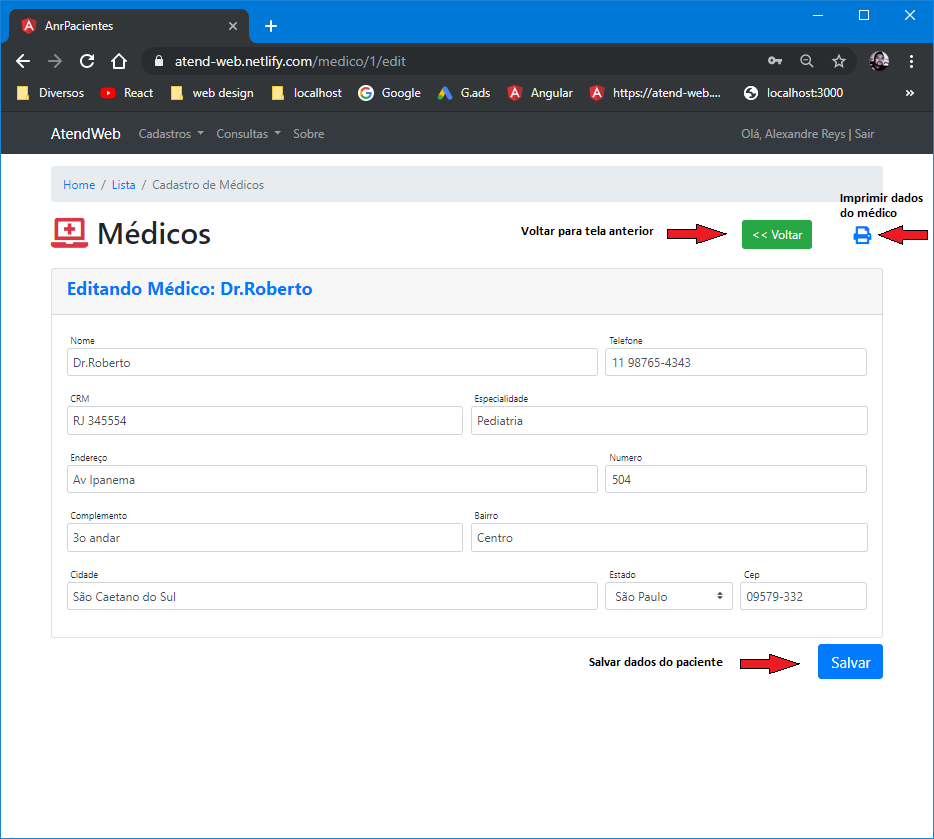 AnrPacientes
atend-web.netlify.com/medico/1/edit
Diversos React web design localhost Google G.ads Angular https://atend-web.... localhost:3000 »
AtendWeb Cadastros Consultas Sobre Olá, Alexandre Reys | Sair
Home / Lista / Cadastro de Médicos
Imprimir dados
do médico
Médicos
Voltar para tela anterior
<< Voltar
Editando Médico: Dr.Roberto
Nome Telefone
Dr.Roberto 11 98765-4343
CRM Especialidade
RJ 345554 Pediatria
Endereço Numero
Av Ipanema 504
Complemento Bairro
3o andar Centro
Cidade Estado Cep
São Caetano do Sul São Paulo 09579-332
Salvar dados do paciente
Salvar